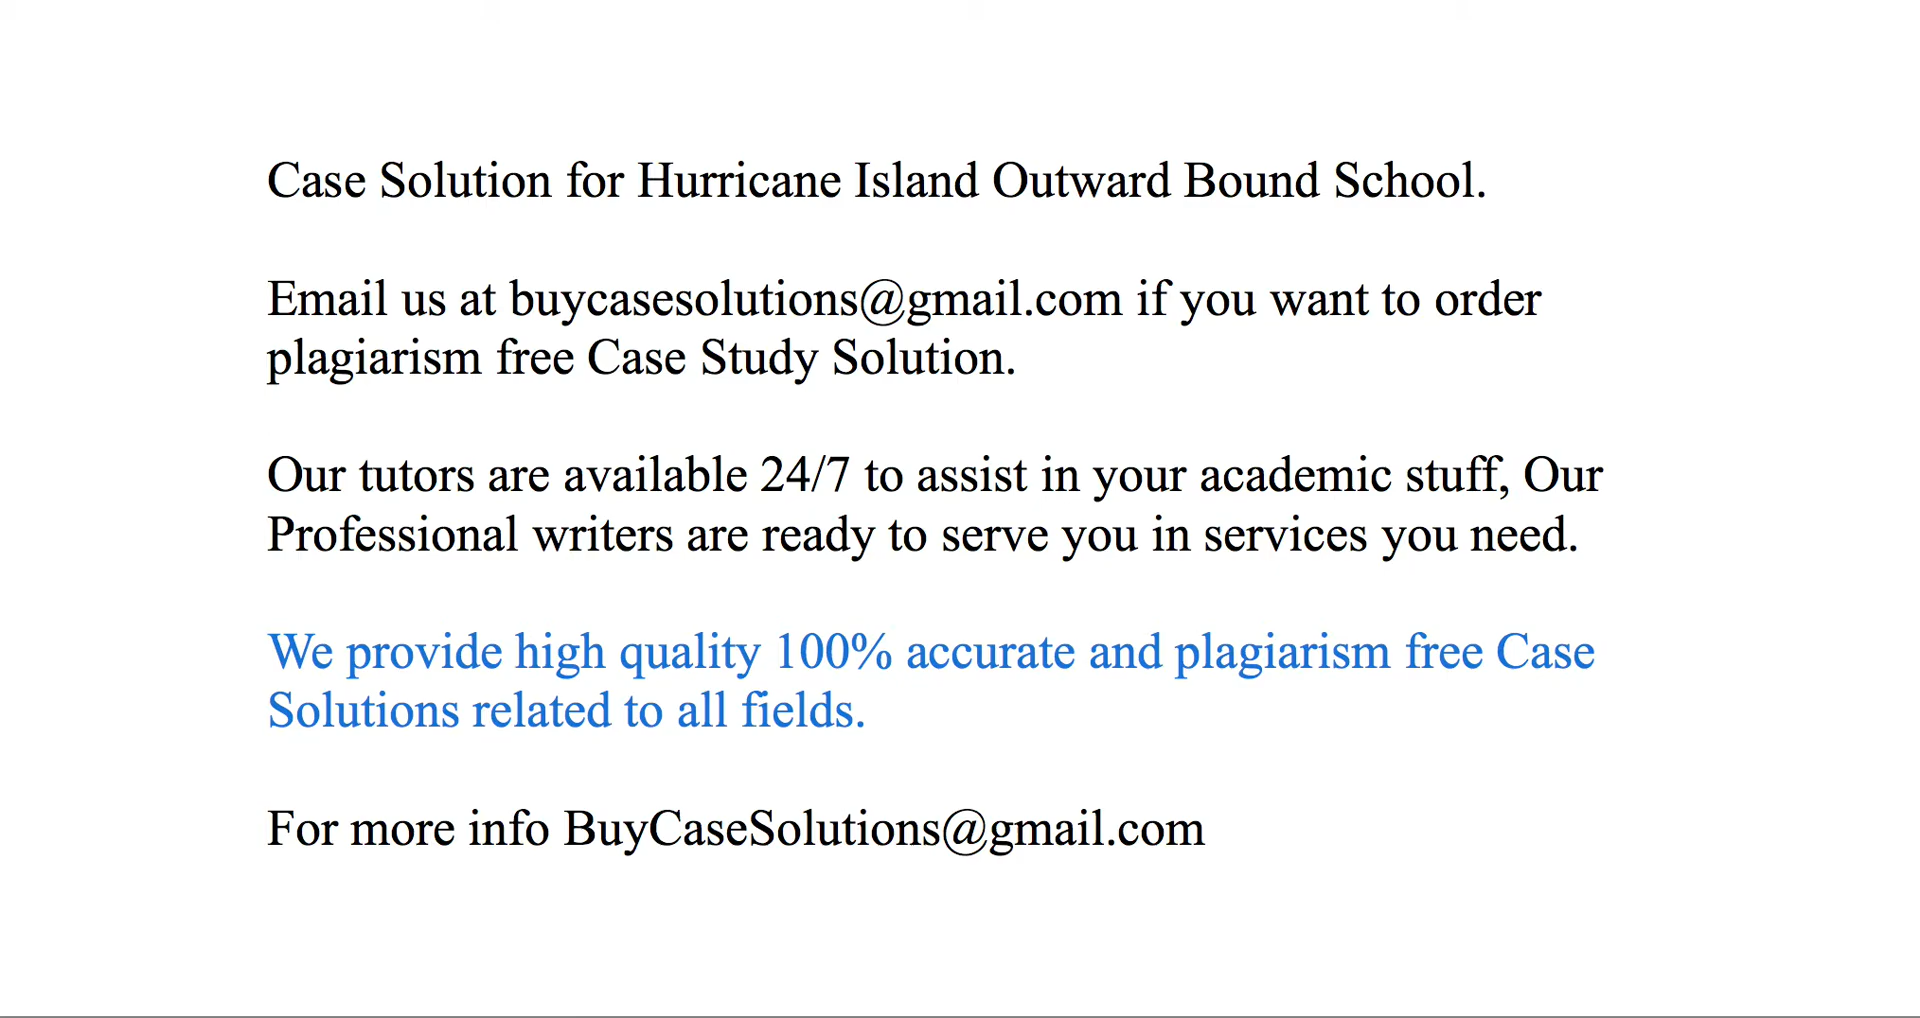 Case Solution for Hurricane Island Outward Bound School.
Email us at buycasesolutions@gmail.com if you want to order
plagiarism free Case Study Solution.
Our tutors are available 24/7 to assist in your academic stuff, Our
Professional writers are ready to serve you in services you need.
We provide high quality 100% accurate and plagiarism free Case
Solutions related to all fields.
For more info BuyCaseSolutions@gmail.com